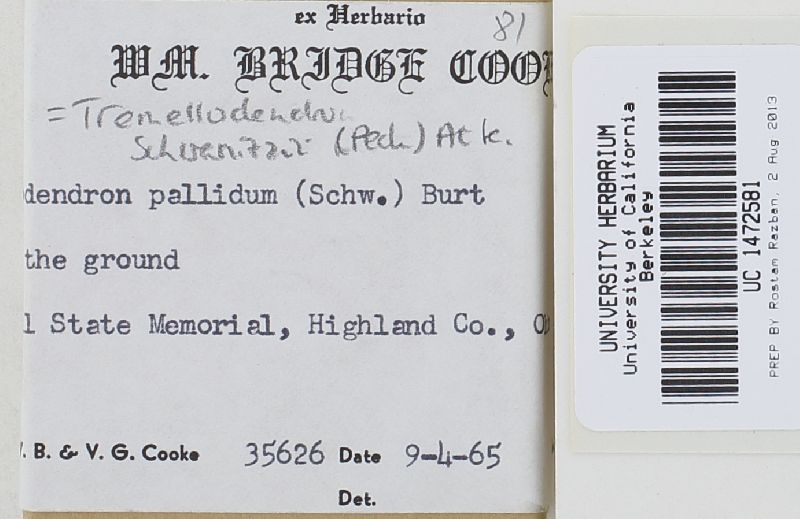 ex Herbario
81
WM. BRIDGE COO
= Tremellodendron
Schweinitzii (Peck) Atk.
dendron pallidum (Schw.) Burt
the ground
l State Memorial, Highland Co., O
. B. & V. G. Cooke 35626 Date 9-4-65
Det.
UNIVERSITY HERBARIUM
University of California
Berkeley
UC 1472581
PREP BY Rostam Razban, 2 Aug 2013